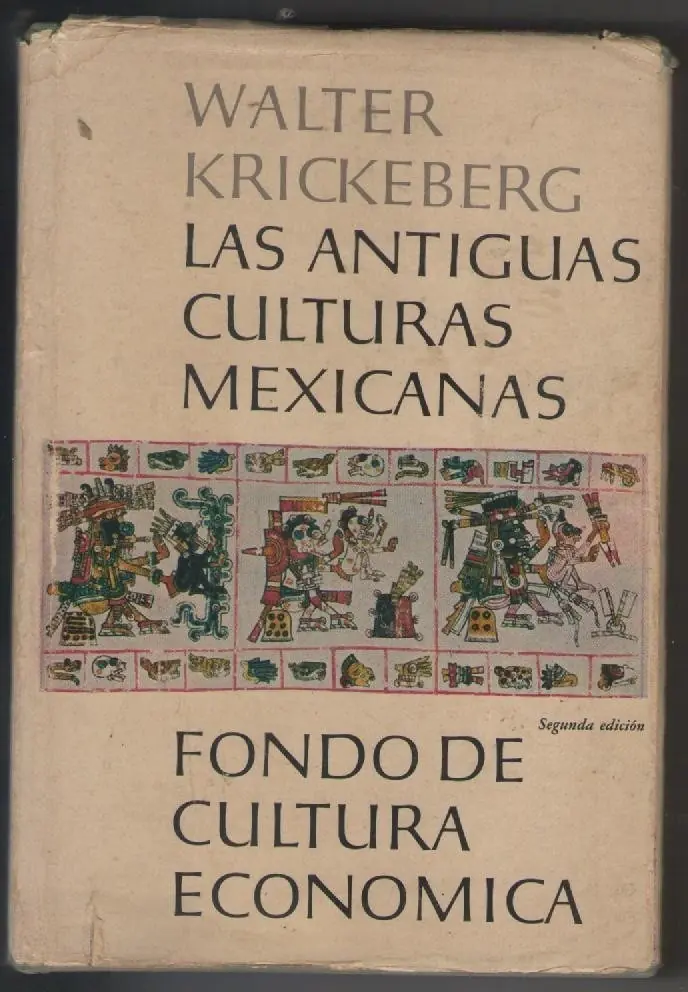 WALTER
KRICKEBERG
LAS ANTIGUAS
CULTURAS
MEXICANAS
Segunda edición
FONDO DE
CULTURA
ECONOMICA